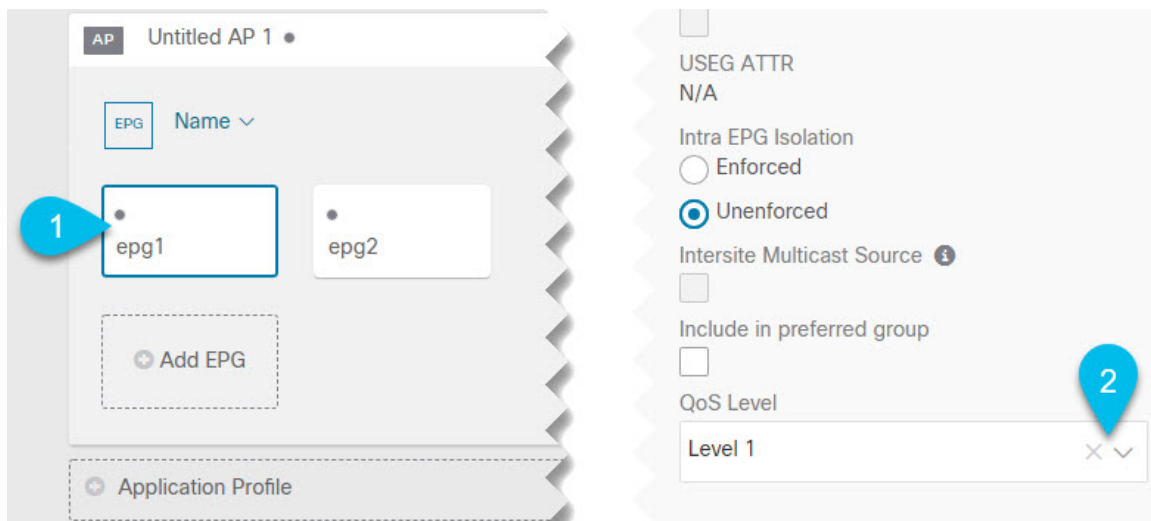 AP Untitled AP 1
EPG Name
1
epg1
epg2
Add EPG
Application Profile
USEG ATTR
N/A
Intra EPG Isolation
Enforced
Unenforced
Intersite Multicast Source
Include in preferred group
2
QoS Level
Level 1